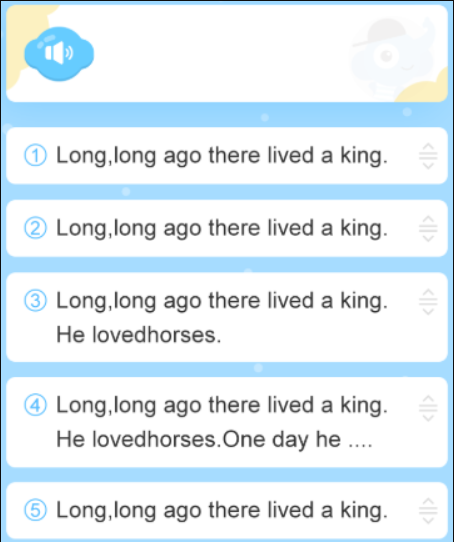 ① Long,long ago there lived a king.
② Long,long ago there lived a king.
③ Long,long ago there lived a king.
He lovedhorses.
④ Long,long ago there lived a king.
He lovedhorses.One day he ....
⑤ Long,long ago there lived a king.